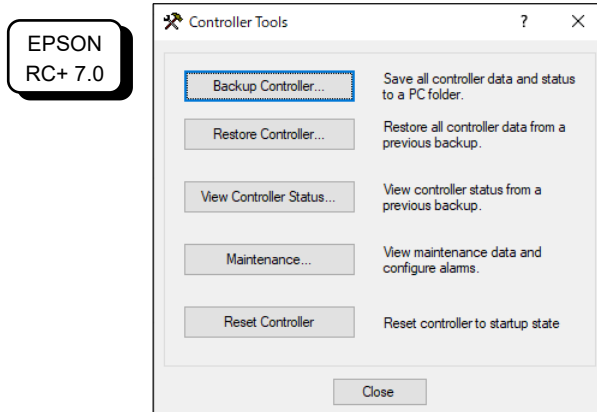 EPSON
RC+ 7.0
Controller Tools ? ×
Backup Controller...
Save all controller data and status
to a PC folder.
Restore Controller...
Restore all controller data from a
previous backup.
View Controller Status...
View controller status from a
previous backup.
Maintenance...
View maintenance data and
configure alarms.
Reset Controller
Reset controller to startup state
Close